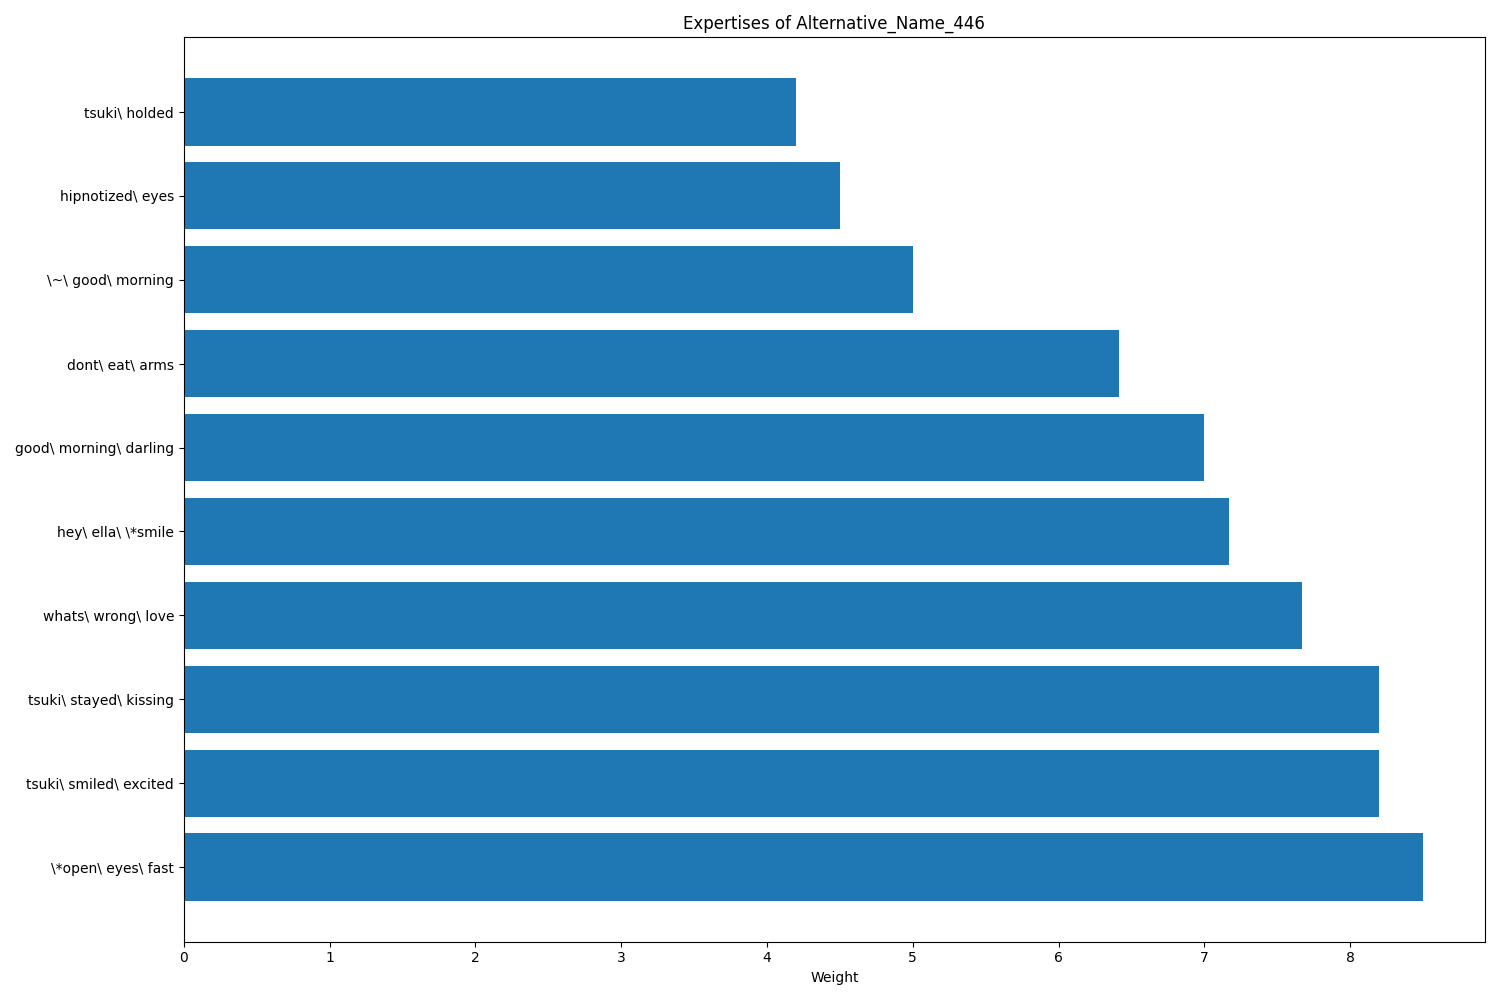 Expertises of Alternative_Name_446
tsuki\ holded
hipnotized\ eyes
\~\ good\ morning
dont\ eat\ arms
good\ morning\ darling
hey\ ella\ \*smile
whats\ wrong\ love
tsuki\ stayed\ kissing
tsuki\ smiled\ excited
\*open\ eyes\ fast
0 1 2 3 4 5 6 7 8
Weight